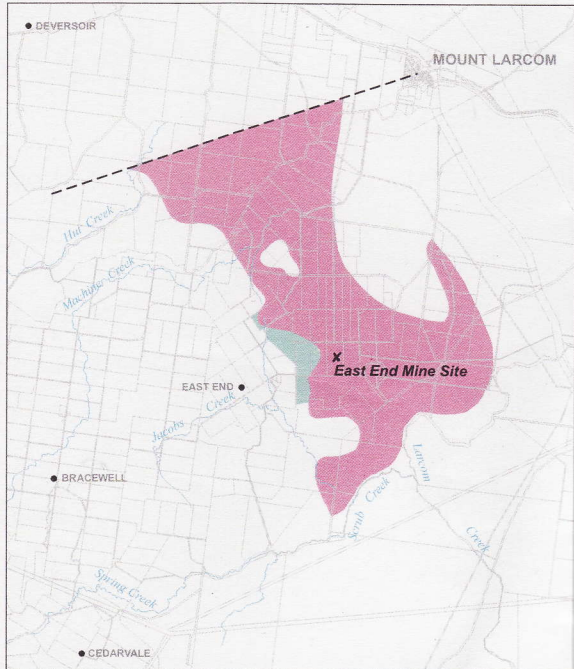 DEVERSOIR
MOUNT LARCOM
Hut Creek
Machine Creek
x
East End Mine Site
EAST END
Jacobs Creek
Larcom Creek
BRACEWELL
Scrub Creek
Spring Creek
CEDARVALE